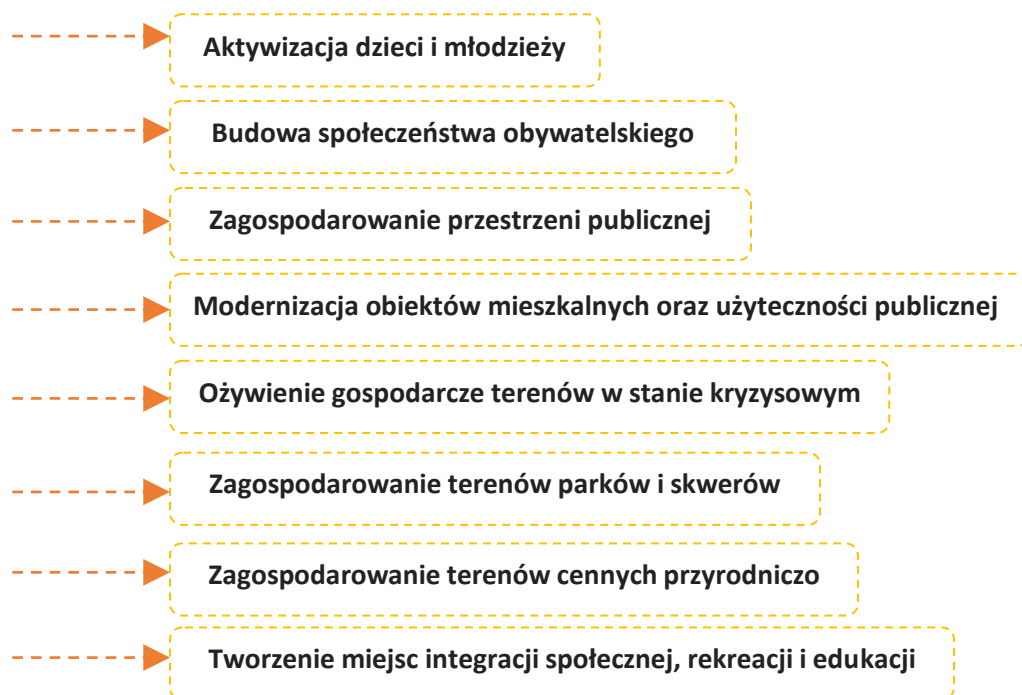 Aktywizacja dzieci i młodzieży
Budowa społeczeństwa obywatelskiego
Zagospodarowanie przestrzeni publicznej
Modernizacja obiektów mieszkalnych oraz użyteczności publicznej
Ożywienie gospodarcze terenów w stanie kryzysowym
Zagospodarowanie terenów parków i skwerów
Zagospodarowanie terenów cennych przyrodniczo
Tworzenie miejsc integracji społecznej, rekreacji i edukacji